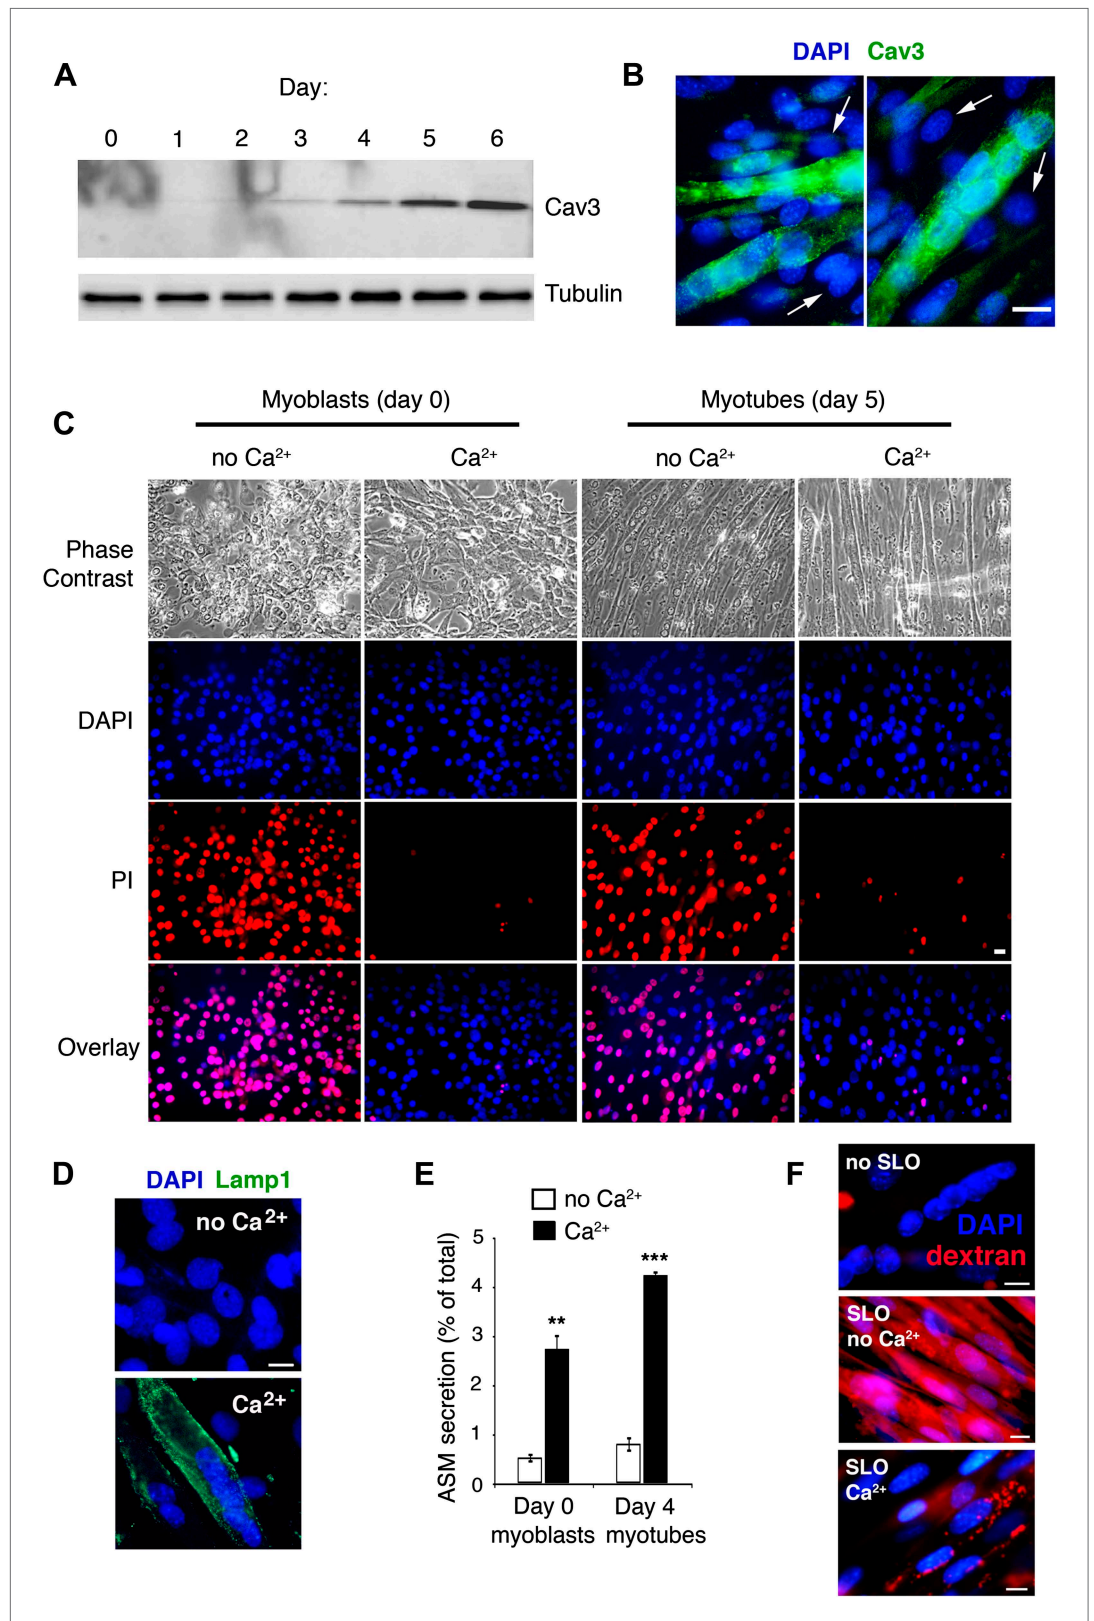 A
Day:
0 1 2 3 4 5 6
Cav3
Tubulin
B
DAPI Cav3
C
Myoblasts (day 0)
Myotubes (day 5)
no Ca²⁺
Ca²⁺
no Ca²⁺
Ca²⁺
Phase
Contrast
DAPI
PI
Overlay
D
DAPI Lamp1
no Ca²⁺
Ca²⁺
E
no Ca²⁺
Ca²⁺
ASM secretion (% of total)
5
4
3
2
1
0
**
***
Day 0
myoblasts
Day 4
myotubes
F
no SLO
DAPI
dextran
SLO
no Ca²⁺
SLO
Ca²⁺